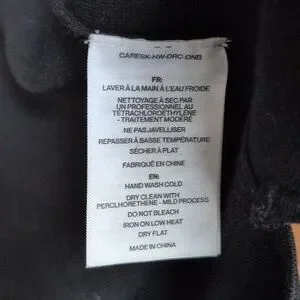 CARESK-HW-DRC-DNB
FR:
LAVER À LA MAIN À L'EAU FROIDE
NETTOYAGE À SEC PAR
UN PROFESSIONNEL AU
TÉTRACHLOROÉTHYLÈNE
- TRAITEMENT MODÉRÉ
NE PAS JAVELLISER
REPASSER À BASSE TEMPÉRATURE
SÉCHER À PLAT
FABRIQUÉ EN CHINE
EN:
HAND WASH COLD
DRY CLEAN WITH
PERCLHORETHENE - MILD PROCESS
DO NOT BLEACH
IRON ON LOW HEAT
DRY FLAT
MADE IN CHINA